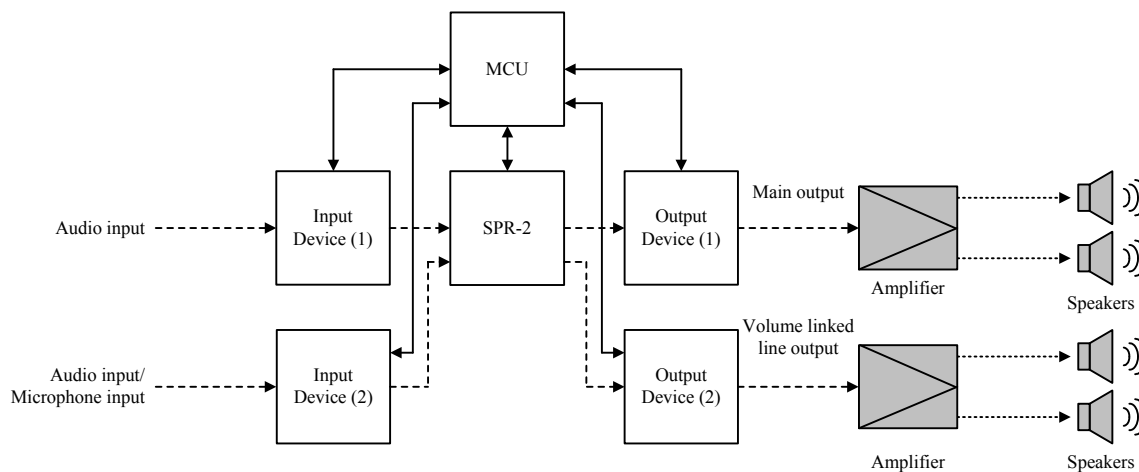 MCU
Audio input
Input
Device (1)
SPR-2
Output
Device (1)
Main output
Amplifier
Speakers
Audio input/
Microphone input
Input
Device (2)
Output
Device (2)
Volume linked
line output
Amplifier
Speakers